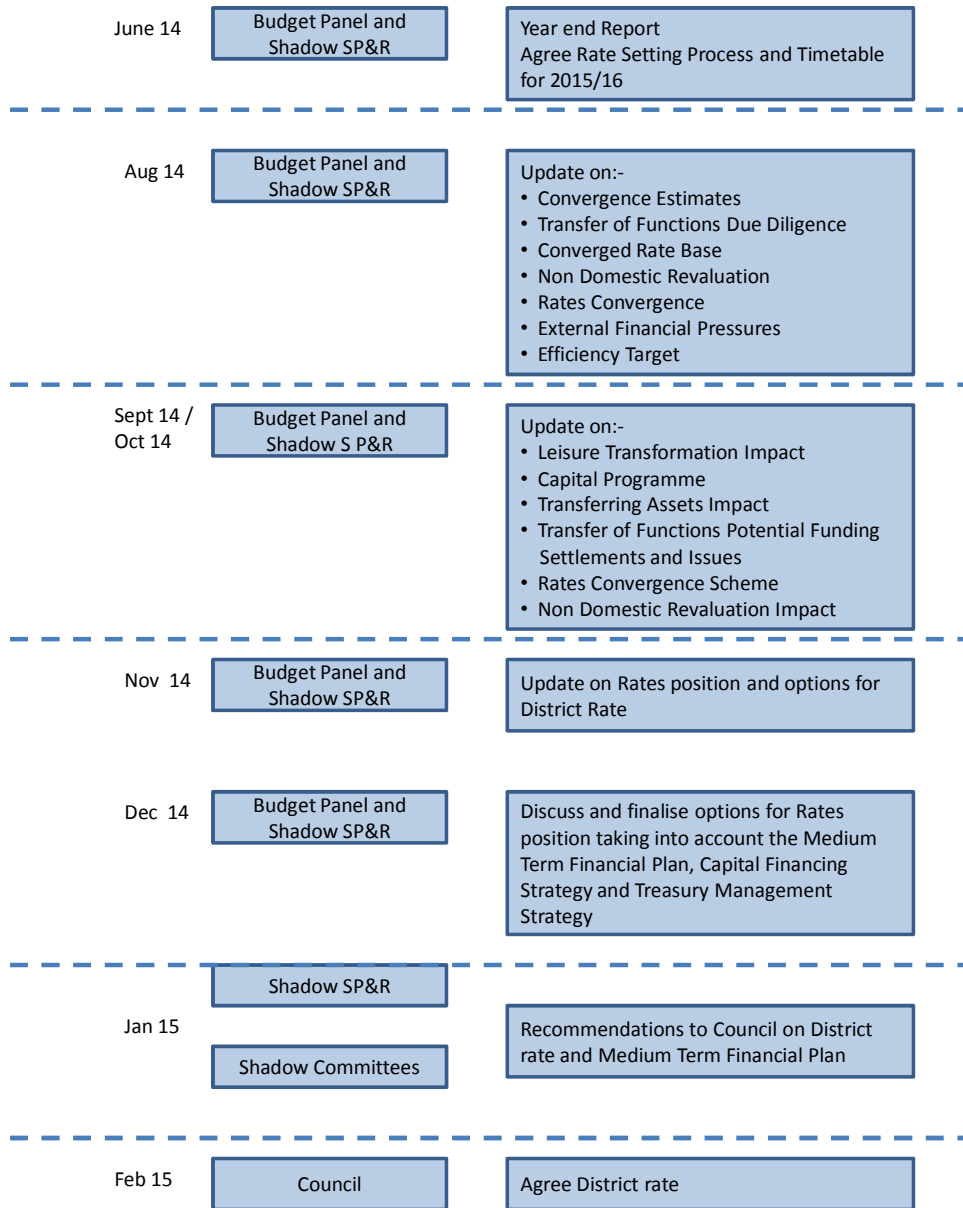 June 14
Budget Panel and
Shadow SP&R
Year end Report
Agree Rate Setting Process and Timetable
for 2015/16
Aug 14
Budget Panel and
Shadow SP&R
Update on:-
• Convergence Estimates
• Transfer of Functions Due Diligence
• Converged Rate Base
• Non Domestic Revaluation
• Rates Convergence
• External Financial Pressures
• Efficiency Target
Sept 14 /
Oct 14
Budget Panel and
Shadow S P&R
Update on:-
• Leisure Transformation Impact
• Capital Programme
• Transferring Assets Impact
• Transfer of Functions Potential Funding
Settlements and Issues
• Rates Convergence Scheme
• Non Domestic Revaluation Impact
Nov 14
Budget Panel and
Shadow SP&R
Update on Rates position and options for
District Rate
Dec 14
Budget Panel and
Shadow SP&R
Discuss and finalise options for Rates
position taking into account the Medium
Term Financial Plan, Capital Financing
Strategy and Treasury Management
Strategy
Jan 15
Shadow SP&R
Shadow Committees
Recommendations to Council on District
rate and Medium Term Financial Plan
Feb 15
Council
Agree District rate